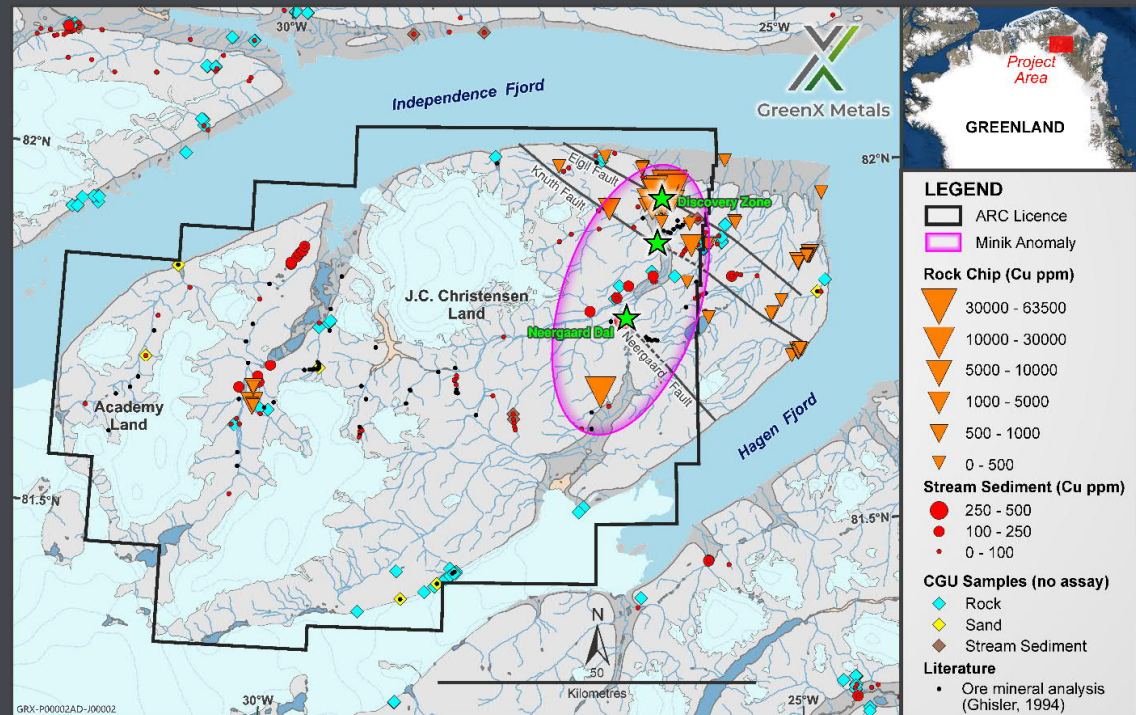 30°W
25°W
GreenX Metals
Independence Fjord
82°N
82°N
Eigil Fault
Knuth Fault
Discovery Zone
J.C. Christensen
Land
Neergaard Dal
Neergaard Fault
Academy
Land
Hagen Fjord
81.5°N
81.5°N
N
50
Kilometres
30°W
25°W
GRX-P00002AD-J00002
Project
Area
GREENLAND
LEGEND
ARC Licence
Minik Anomaly
Rock Chip (Cu ppm)
30000 - 63500
10000 - 30000
5000 - 10000
1000 - 5000
500 - 1000
0 - 500
Stream Sediment (Cu ppm)
250 - 500
100 - 250
0 - 100
CGU Samples (no assay)
Rock
Sand
Stream Sediment
Literature
Ore mineral analysis
(Ghisler, 1994)